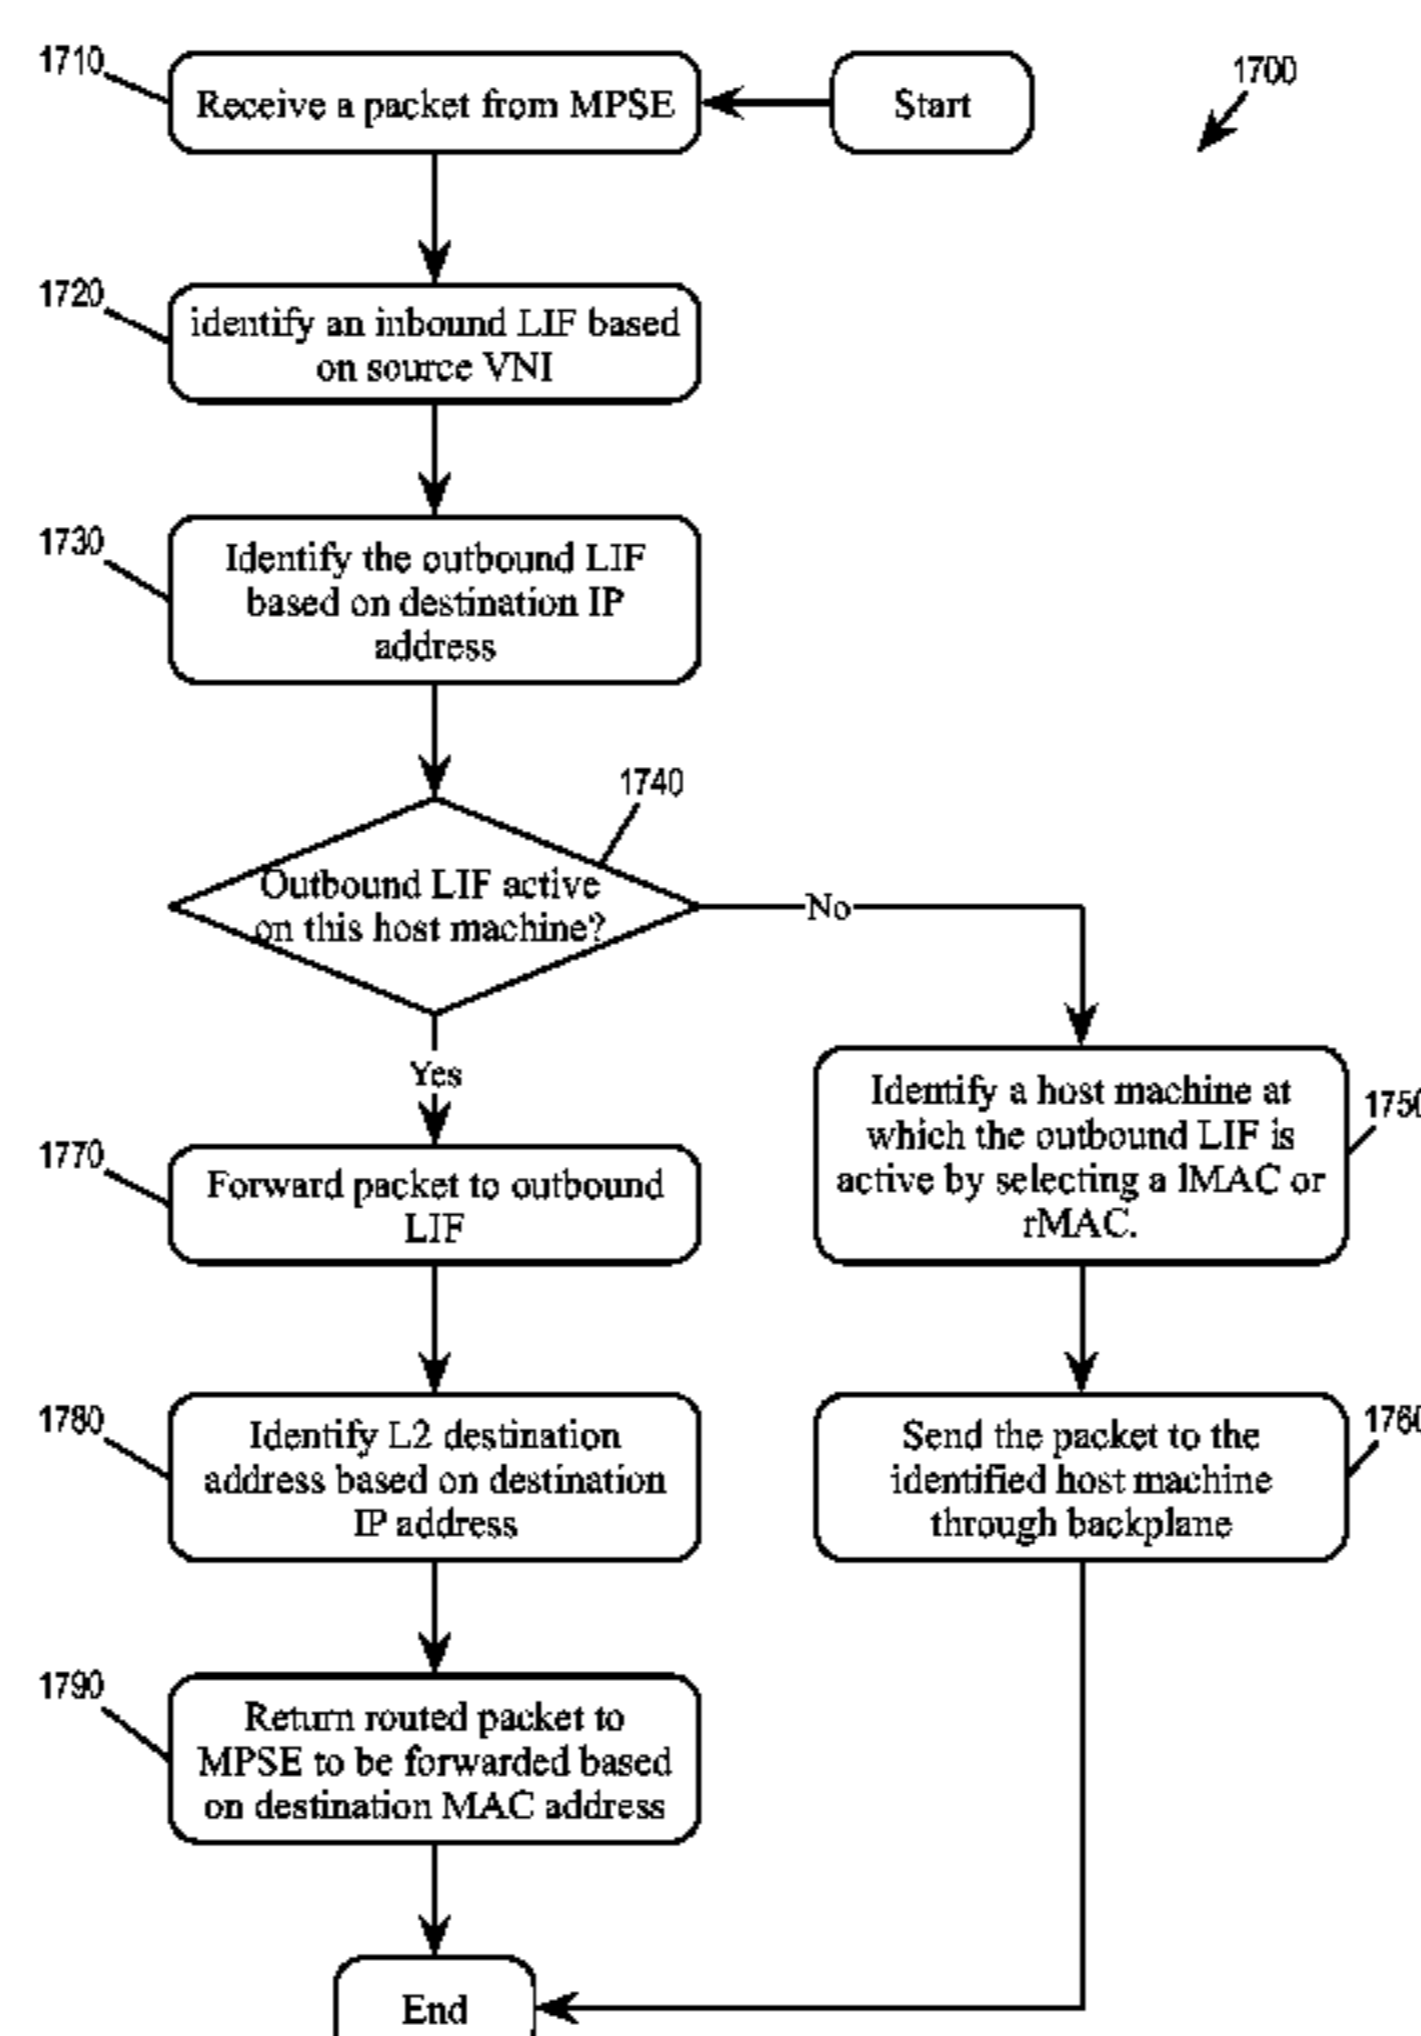 1710
Receive a packet from MPSE
Start
1700
1720
identify an inbound LIF based
on source VNI
1730
Identify the outbound LIF
based on destination IP
address
1740
Outbound LIF active
on this host machine?
No
Yes
1750
Identify a host machine at
which the outbound LIF is
active by selecting a lMAC or
rMAC.
1770
Forward packet to outbound
LIF
1780
Identify L2 destination
address based on destination
IP address
1760
Send the packet to the
identified host machine
through backplane
1790
Return routed packet to
MPSE to be forwarded based
on destination MAC address
End